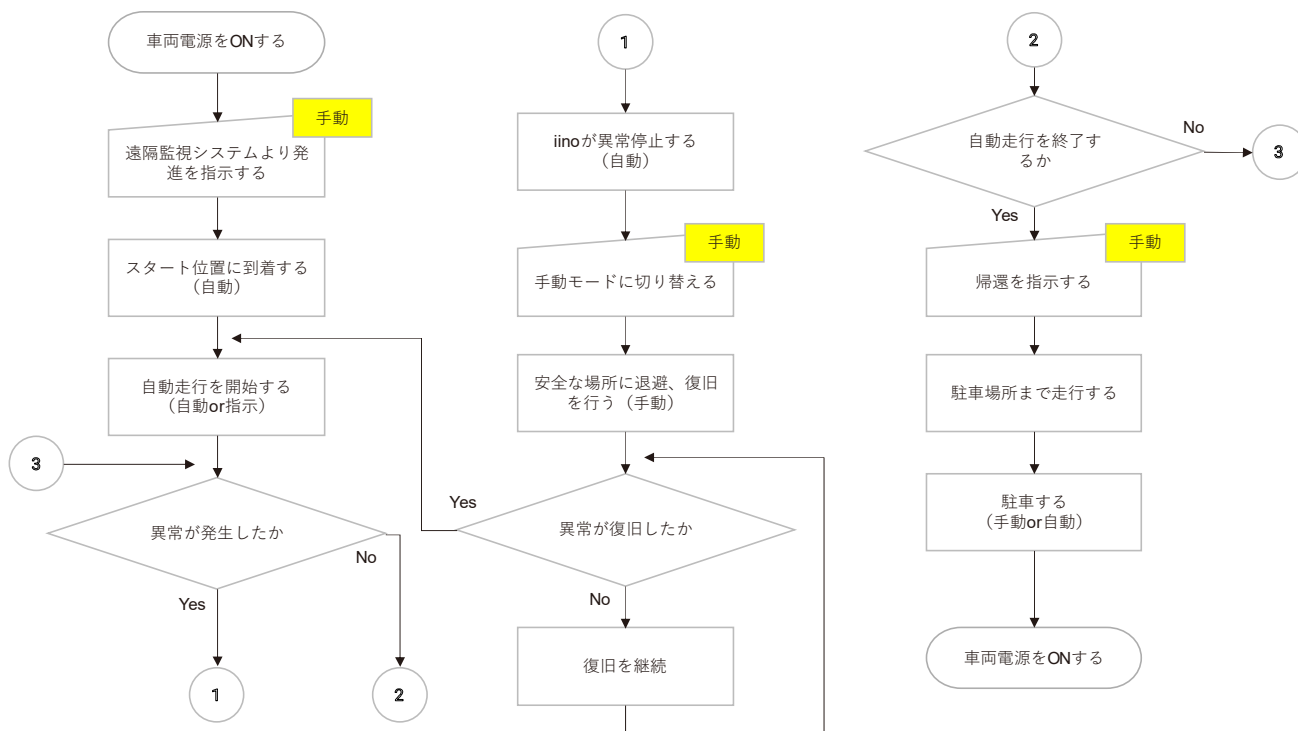 車両電源をONする
手動
遠隔監視システムより発
進を指示する
スタート位置に到着する
（自動）
自動走行を開始する
（自動or指示）
3
異常が発生したか
No
Yes
1
2
1
iinoが異常停止する
（自動）
手動
手動モードに切り替える
安全な場所に退避、復旧
を行う（手動）
Yes
異常が復旧したか
No
復旧を継続
2
自動走行を終了す
るか
No
3
Yes
手動
帰還を指示する
駐車場所まで走行する
駐車する
（手動or自動）
車両電源をONする